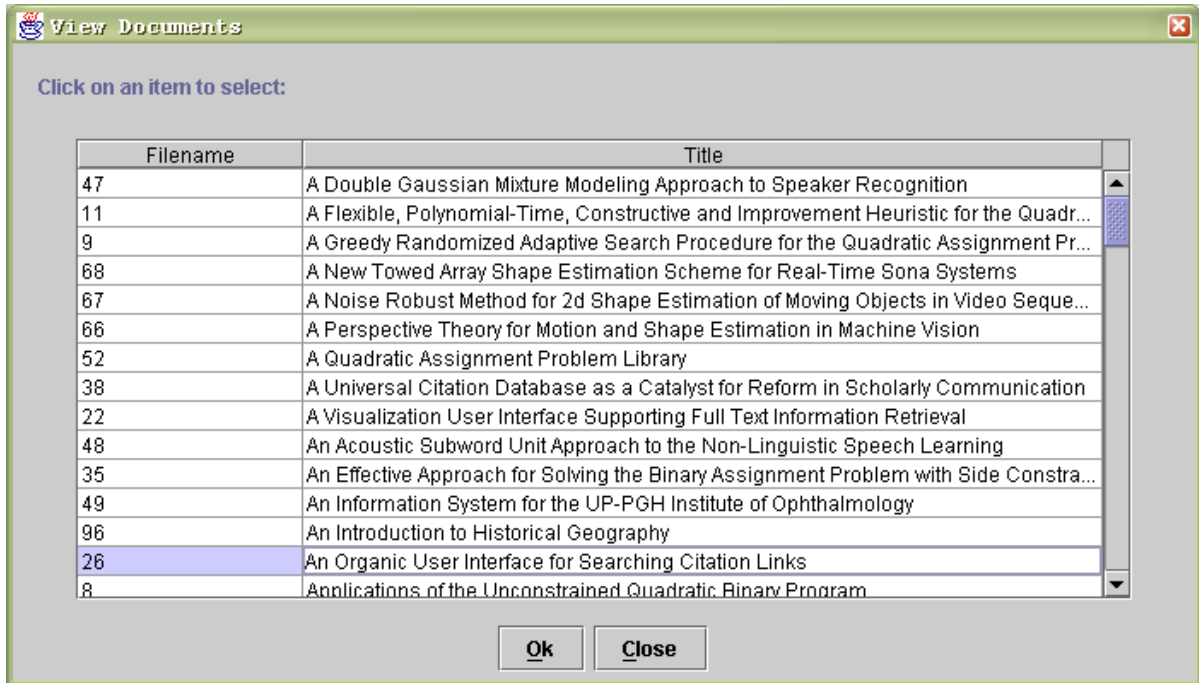 View Documents
Click on an item to select:
Filename Title
47 A Double Gaussian Mixture Modeling Approach to Speaker Recognition
11 A Flexible, Polynomial-Time, Constructive and Improvement Heuristic for the Quadr...
9 A Greedy Randomized Adaptive Search Procedure for the Quadratic Assignment Pr...
68 A New Towed Array Shape Estimation Scheme for Real-Time Sona Systems
67 A Noise Robust Method for 2d Shape Estimation of Moving Objects in Video Seque...
66 A Perspective Theory for Motion and Shape Estimation in Machine Vision
52 A Quadratic Assignment Problem Library
38 A Universal Citation Database as a Catalyst for Reform in Scholarly Communication
22 A Visualization User Interface Supporting Full Text Information Retrieval
48 An Acoustic Subword Unit Approach to the Non-Linguistic Speech Learning
35 An Effective Approach for Solving the Binary Assignment Problem with Side Constra...
49 An Information System for the UP-PGH Institute of Ophthalmology
96 An Introduction to Historical Geography
26 An Organic User Interface for Searching Citation Links
8 Applications of the Unconstrained Quadratic Binary Program
Ok Close